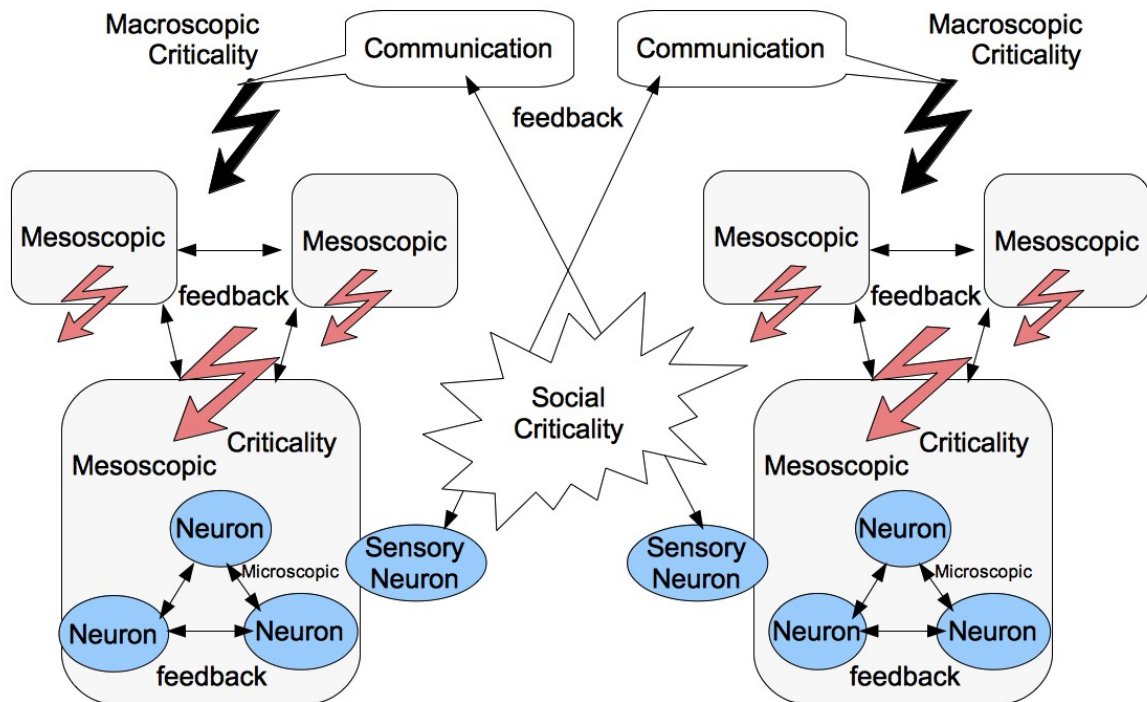 Macroscopic
Criticality
Communication
Communication
Macroscopic
Criticality
feedback
Mesoscopic
Mesoscopic
feedback
Mesoscopic
Mesoscopic
feedback
Social
Criticality
Criticality
Mesoscopic
Neuron
Microscopic
Neuron
Neuron
feedback
Sensory
Neuron
Sensory
Neuron
Criticality
Mesoscopic
Neuron
Microscopic
Neuron
Neuron
feedback